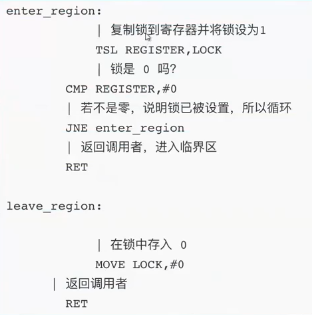 enter_region:
| 复制锁到寄存器并将锁设为1
TSL REGISTER,LOCK
| 锁是 0 吗?
CMP REGISTER,#0
| 若不是零，说明锁已被设置，所以循环
JNE enter_region
| 返回调用者，进入临界区
RET
leave_region:
| 在锁中存入 0
MOVE LOCK,#0
| 返回调用者
RET